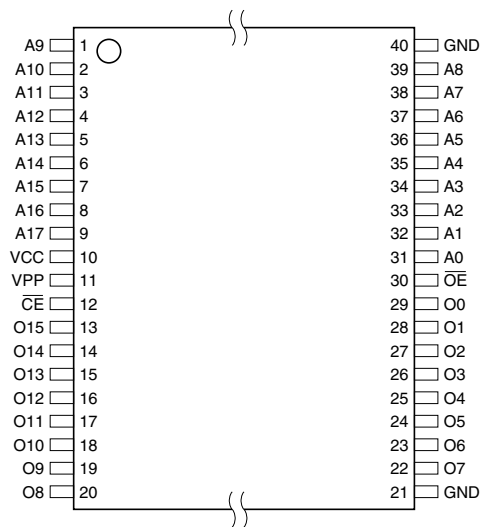 A9 1 40 GND
A10 2 39 A8
A11 3 38 A7
A12 4 37 A6
A13 5 36 A5
A14 6 35 A4
A15 7 34 A3
A16 8 33 A2
A17 9 32 A1
VCC 10 31 A0
VPP 11 30 O̅E̅
C̅E̅ 12 29 O0
O15 13 28 O1
O14 14 27 O2
O13 15 26 O3
O12 16 25 O4
O11 17 24 O5
O10 18 23 O6
O9 19 22 O7
O8 20 21 GND